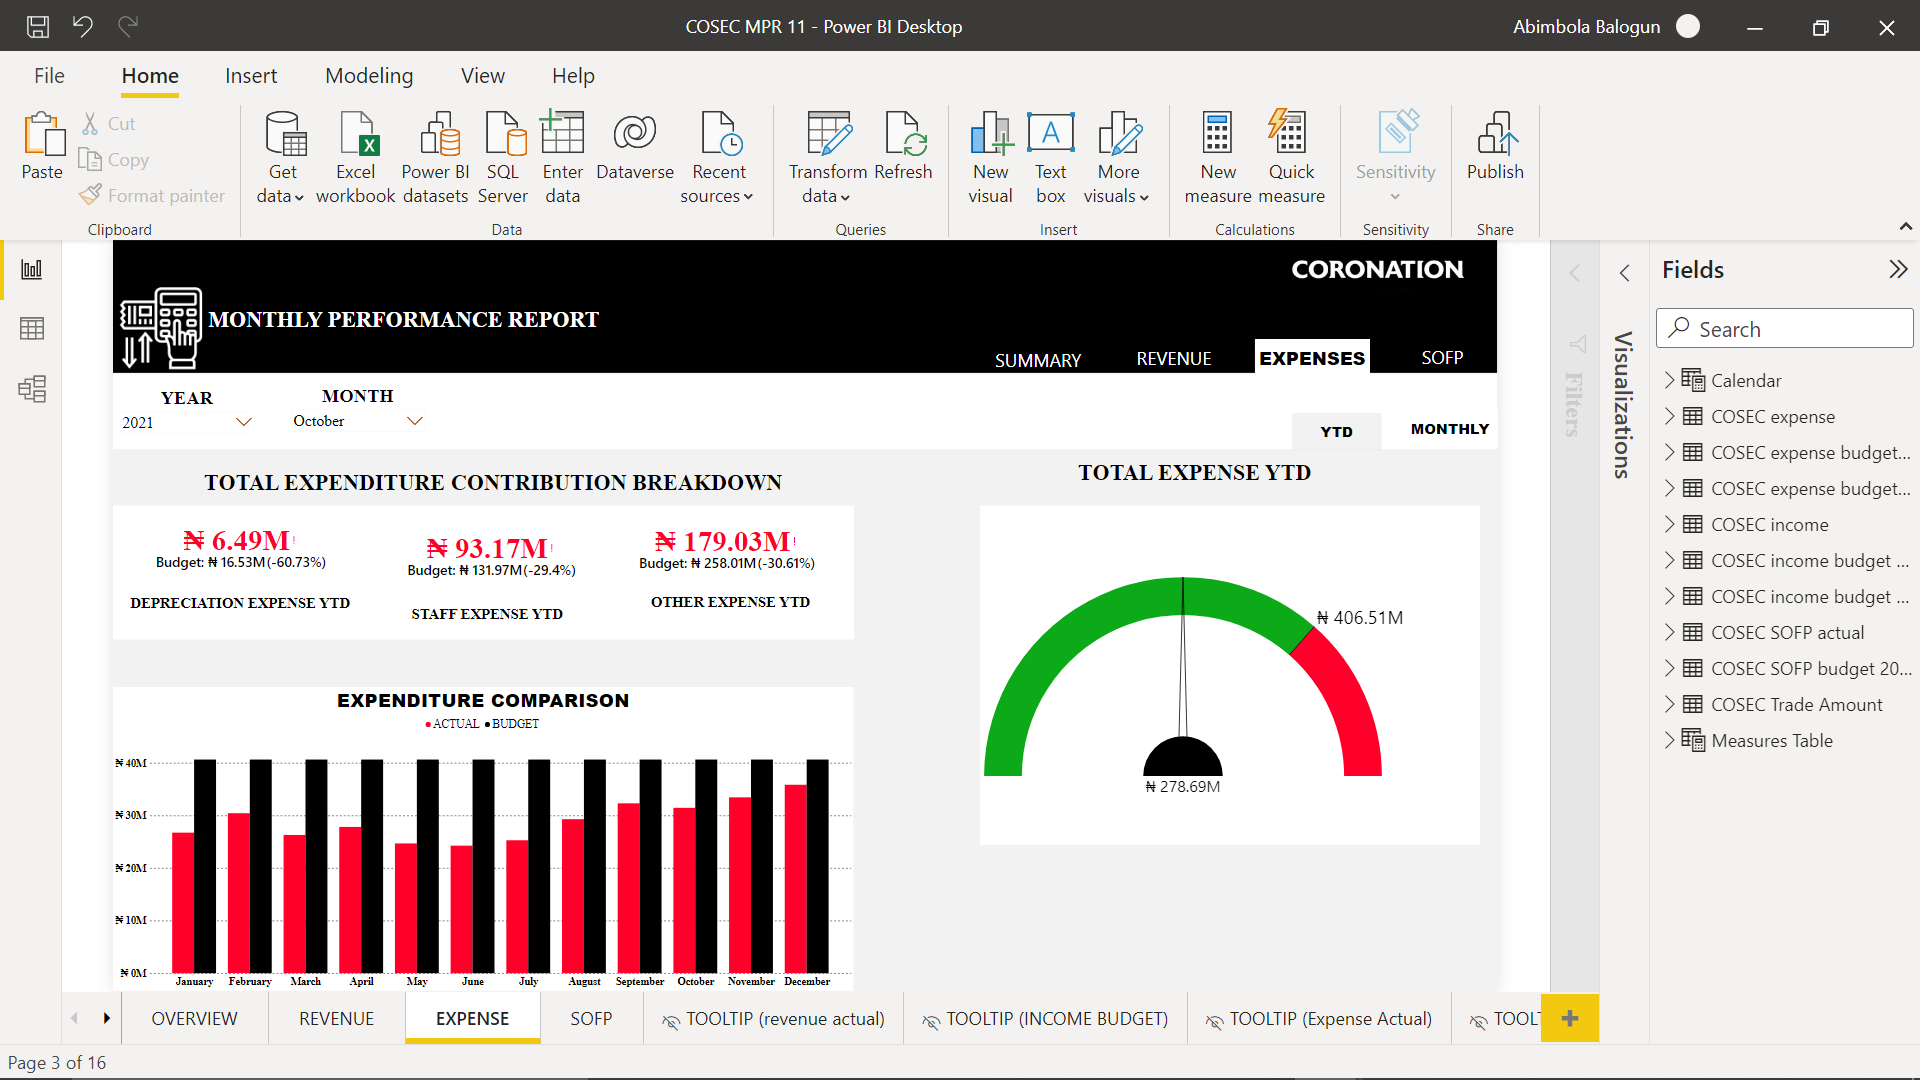 COSEC MPR 11 - Power BI Desktop
Abimbola Balogun
File Home Insert Modeling View Help
Paste
Cut
Copy
Format painter
Clipboard
Get data
Excel workbook
Power BI datasets
SQL Server
Enter data
Dataverse
Recent sources
Data
Transform data
Refresh
Queries
New visual
Text box
More visuals
Insert
New measure
Quick measure
Calculations
Sensitivity
Sensitivity
Publish
Share
CORONATION
MONTHLY PERFORMANCE REPORT
SUMMARY REVENUE EXPENSES SOFP
YEAR
2021
MONTH
October
YTD
MONTHLY
TOTAL EXPENDITURE CONTRIBUTION BREAKDOWN
₦ 6.49M!
Budget: ₦ 16.53M(-60.73%)
DEPRECIATION EXPENSE YTD
₦ 93.17M!
Budget: ₦ 131.97M(-29.4%)
STAFF EXPENSE YTD
₦ 179.03M!
Budget: ₦ 258.01M(-30.61%)
OTHER EXPENSE YTD
TOTAL EXPENSE YTD
₦ 406.51M
₦ 278.69M
EXPENDITURE COMPARISON
ACTUAL BUDGET
₦ 40M
₦ 30M
₦ 20M
₦ 10M
₦ 0M
January February March April May June July August September October November December
Filters
Visualizations
Fields
Search
Calendar
COSEC expense
COSEC expense budget...
COSEC expense budget...
COSEC income
COSEC income budget ...
COSEC income budget ...
COSEC SOFP actual
COSEC SOFP budget 20...
COSEC Trade Amount
Measures Table
OVERVIEW REVENUE EXPENSE SOFP TOOLTIP (revenue actual) TOOLTIP (INCOME BUDGET) TOOLTIP (Expense Actual) TOOLT
Page 3 of 16